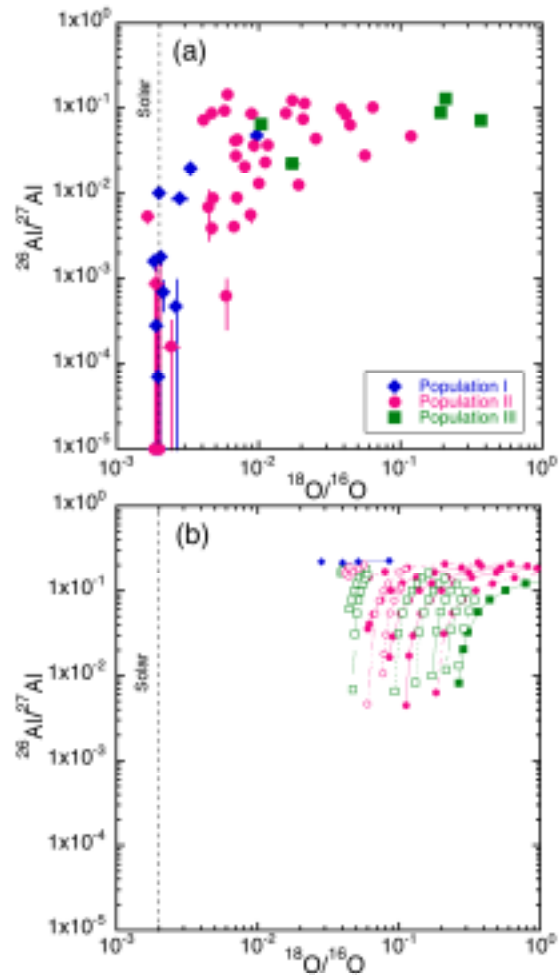 1x10⁰
(a)
Solar
1x10⁻¹
1x10⁻²
²⁶Al/²⁷Al
1x10⁻³
1x10⁻⁴
Population I
Population II
Population III
1x10⁻⁵
10⁻³ 10⁻² 10⁻¹ 10⁰
¹⁸O/¹⁶O
1x10⁰
(b)
1x10⁻¹
1x10⁻²
²⁶Al/²⁷Al
Solar
1x10⁻³
1x10⁻⁴
1x10⁻⁵
10⁻³ 10⁻² 10⁻¹ 10⁰
¹⁸O/¹⁶O